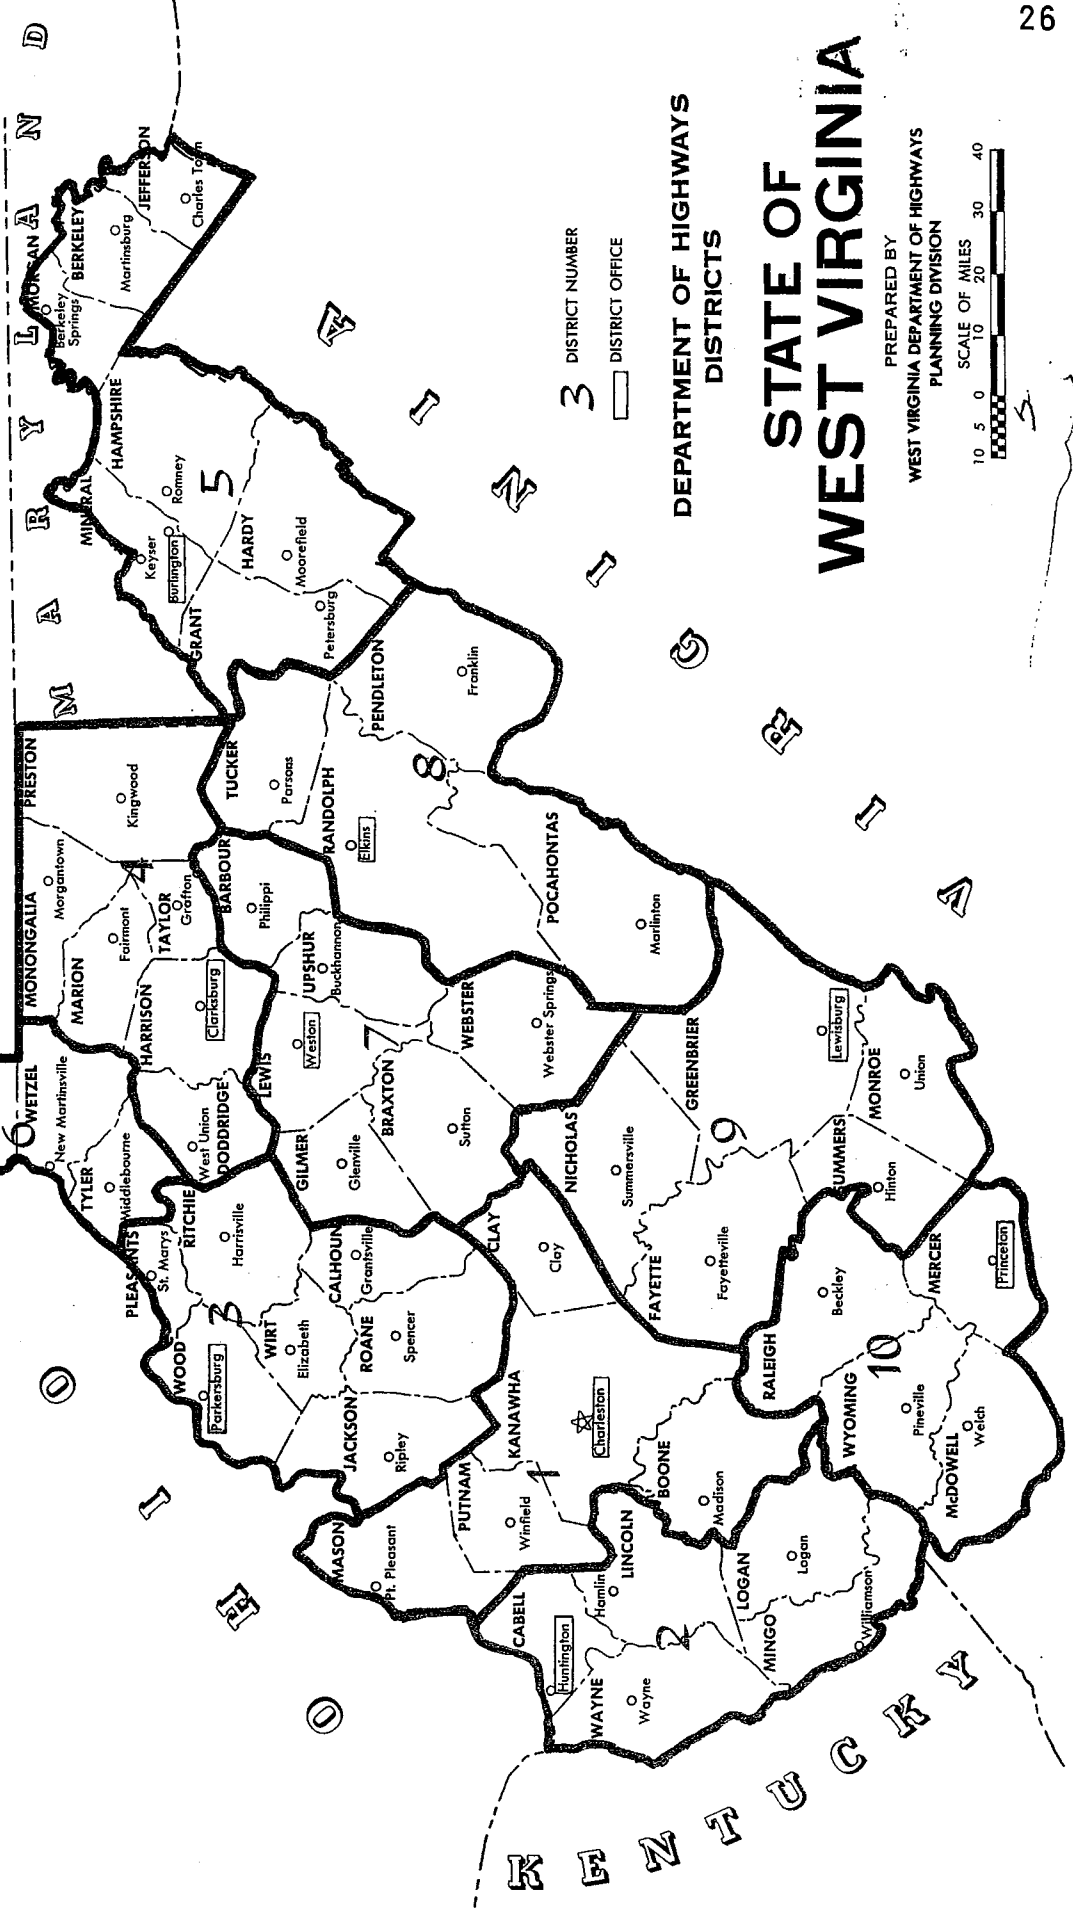 26
MARYLAND
VIRGINIA
OHIO
KENTUCKY
3 DISTRICT NUMBER
DISTRICT OFFICE
DEPARTMENT OF HIGHWAYS
DISTRICTS
STATE OF
WEST VIRGINIA
PREPARED BY
WEST VIRGINIA DEPARTMENT OF HIGHWAYS
PLANNING DIVISION
SCALE OF MILES
10 5 0 10 20 30 40
6
WETZEL
New Martinsville
TYLER
Middlebourne
MONONGALIA
Morgantown
MARION
Fairmont
PRESTON
Kingwood
4
TAYLOR
Grafton
HARRISON
Clarksburg
DODDRIDGE
West Union
MORGAN
Berkeley
Springs
BERKELEY
Martinsburg
JEFFERSON
Charles Town
HAMPSHIRE
Romney
MINERAL
Keyser
Burlington
5
GRANT
Petersburg
HARDY
Moorefield
PLEASANTS
St. Marys
RITCHIE
Harrisville
WOOD
Parkersburg
3
WIRT
Elizabeth
CALHOUN
Grantsville
ROANE
Spencer
JACKSON
Ripley
BARBOUR
Philippi
UPSHUR
Buckhannon
LEWIS
Weston
7
GILMER
Glenville
BRAXTON
Sutton
WEBSTER
Webster Springs
TUCKER
Parsons
RANDOLPH
Elkins
PENDLETON
Franklin
8
POCAHONTAS
Marlinton
MASON
Pt. Pleasant
PUTNAM
Winfield
1
KANAWHA
Charleston
CLAY
Clay
BOONE
Madison
CABELL
Huntington
LINCOLN
Hamlin
WAYNE
Wayne
2
MINGO
Williamson
LOGAN
Logan
NICHOLAS
Summersville
GREENBRIER
Lewisburg
FAYETTE
Fayetteville
9
SUMMERS
Hinton
MONROE
Union
RALEIGH
Beckley
10
WYOMING
Pineville
McDOWELL
Welch
MERCER
Princeton